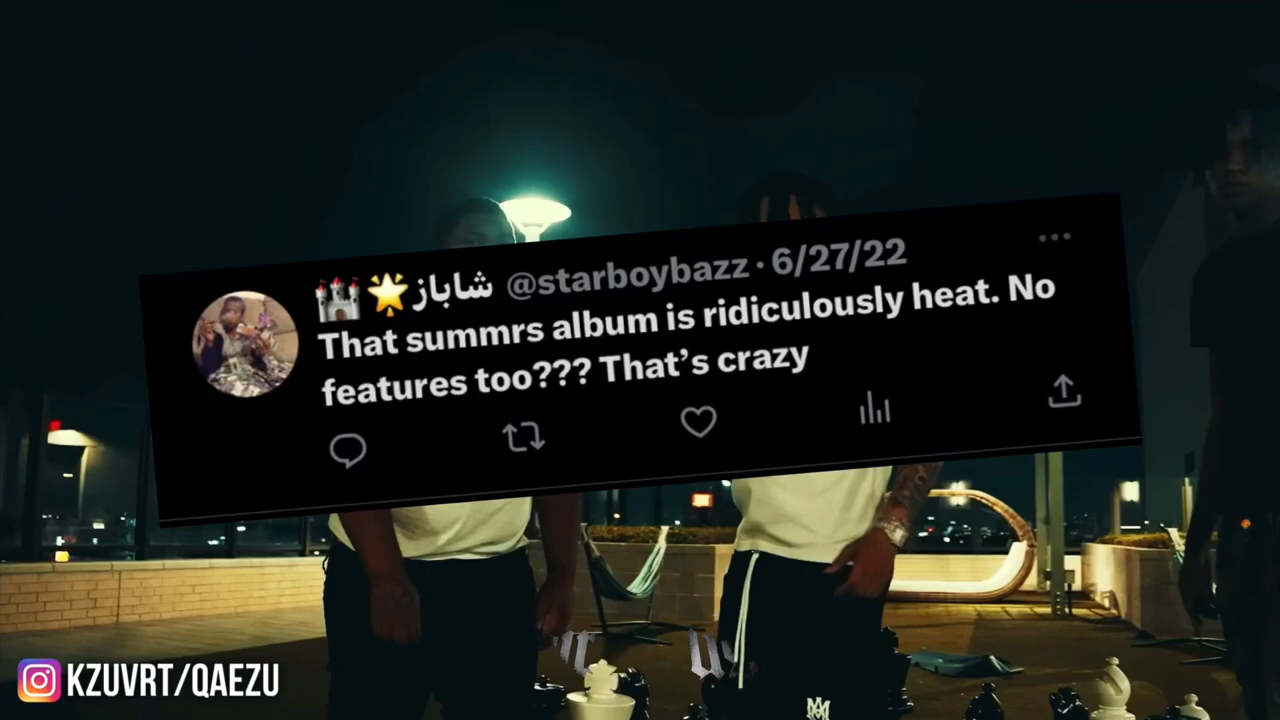 🏰🌟شاباز @starboybazz · 6/27/22
That summrs album is ridiculously heat. No
features too??? That’s crazy
KZUVRT/QAEZU